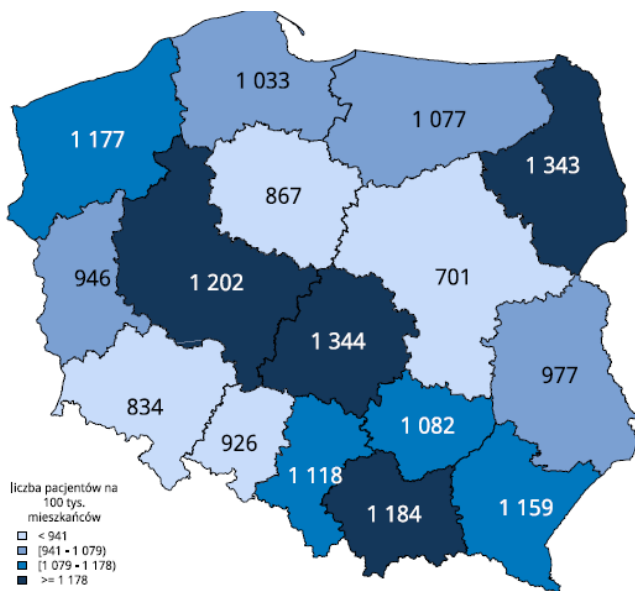 1 033
1 077
1 177
1 343
867
946
1 202
701
1 344
977
834
926
1 082
1 118
1 184
1 159
liczba pacjentów na
100 tys.
mieszkańców
< 941
[941 - 1 079)
[1 079 - 1 178)
>= 1 178